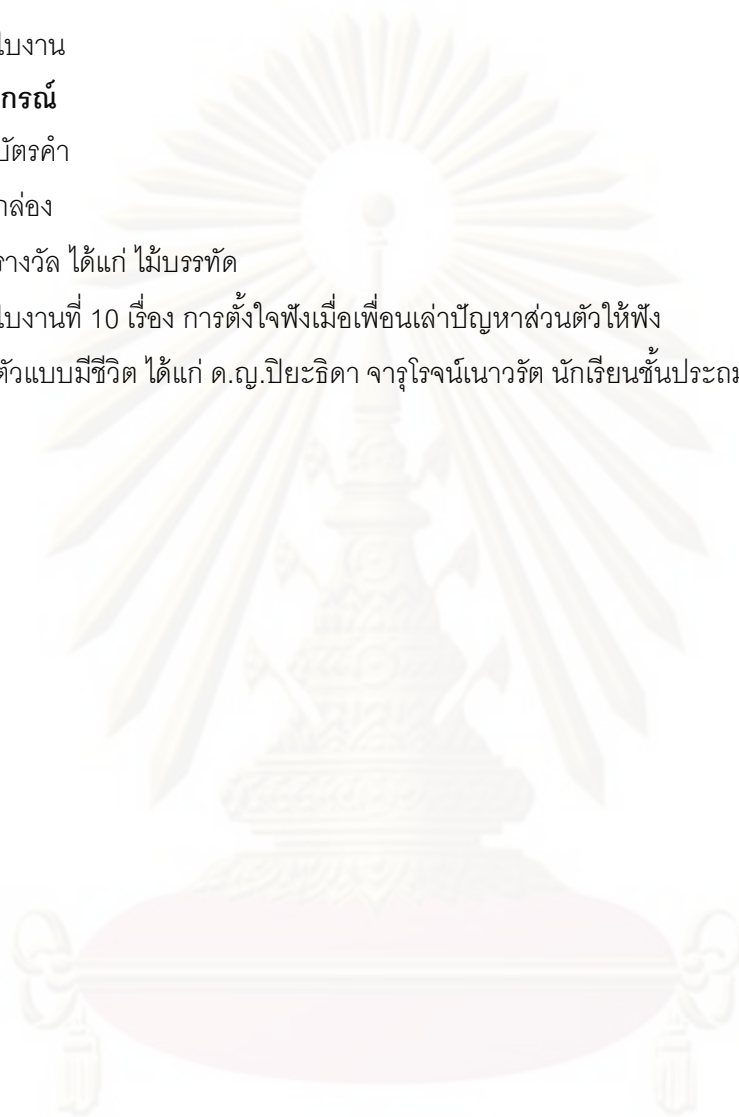 ใบงาน
กรณ์
บัตรคำ
กล่อง
รางวัล ได้แก่ ไม้บรรทัด
ใบงานที่ 10 เรื่อง การตั้งใจฟังเมื่อเพื่อนเล่าปัญหาส่วนตัวให้ฟัง
ตัวแบบมีชีวิต ได้แก่ ด.ญ.ปิยะธิดา จารุโรจน์เนาวรัต นักเรียนชั้นประถม